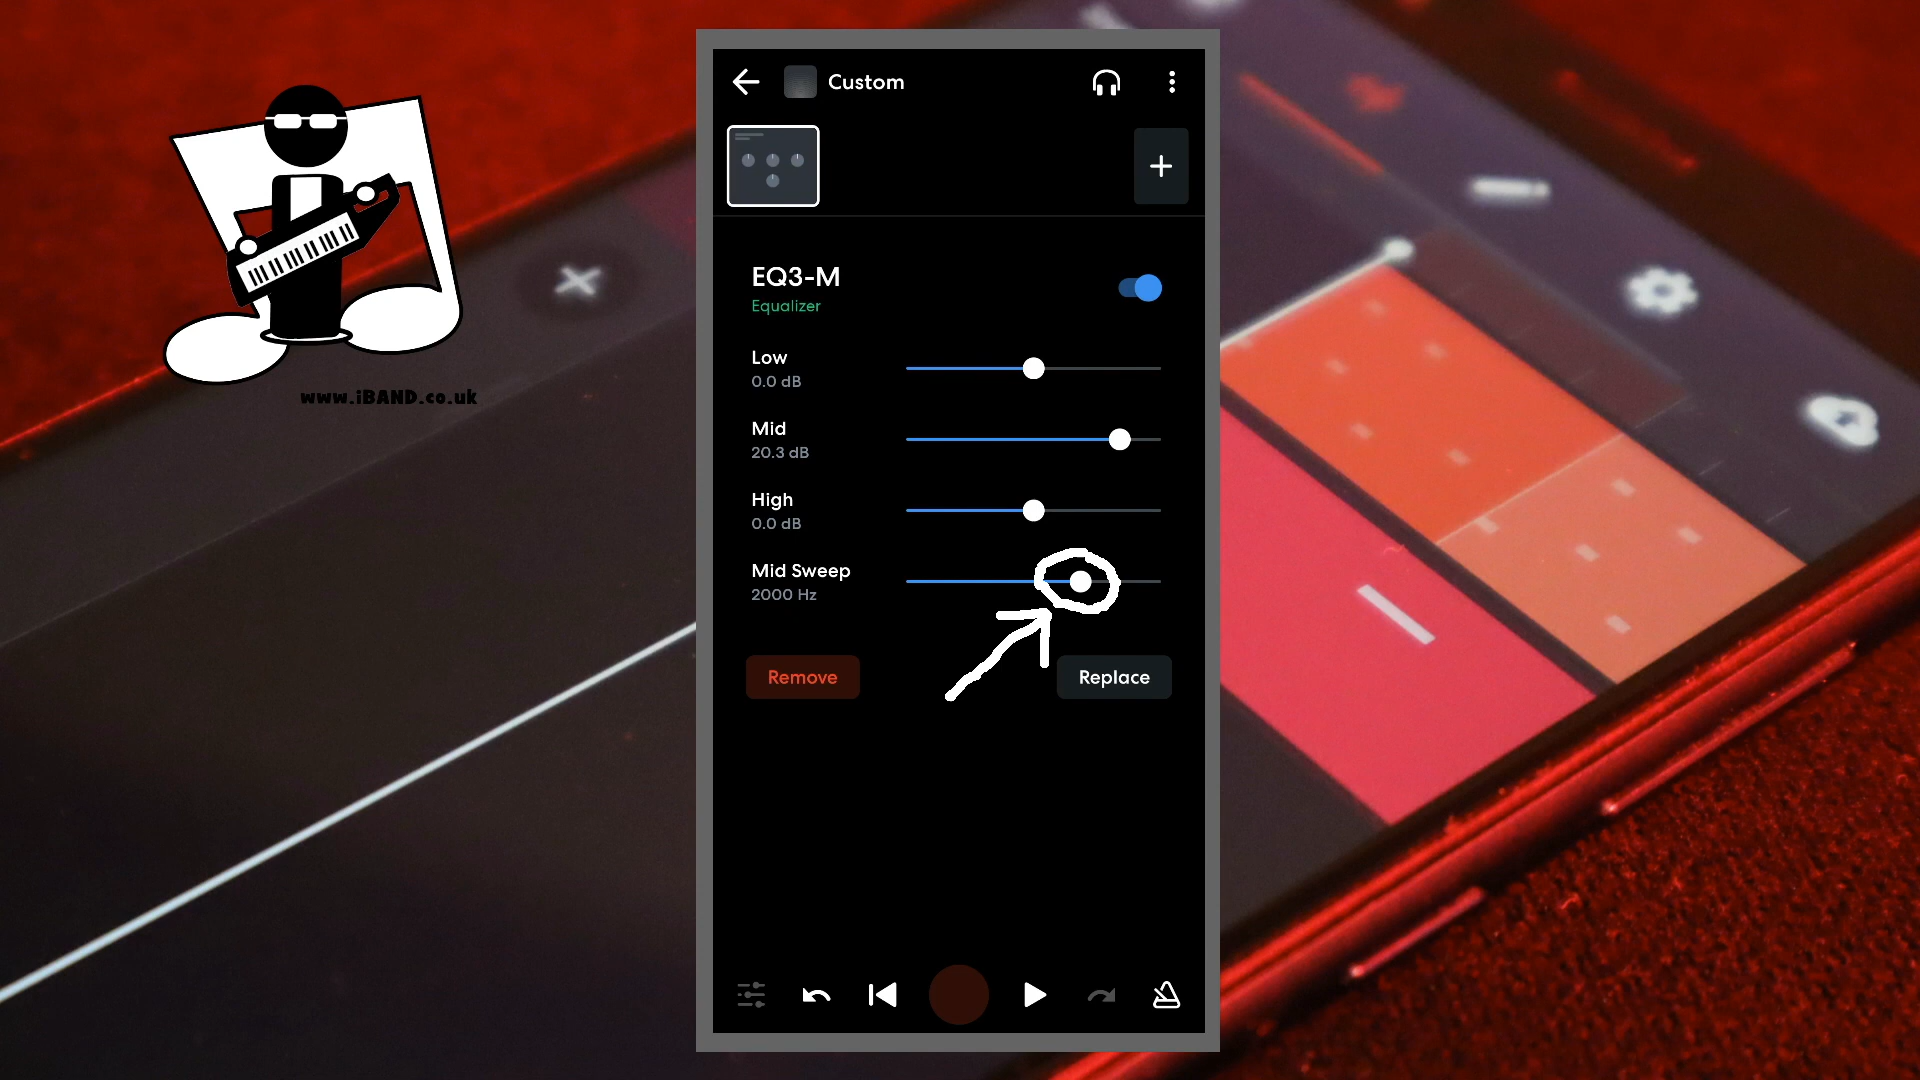 Custom
www.iBAND.co.uk
EQ3-M
Equalizer
Low
0.0 dB
Mid
20.3 dB
High
0.0 dB
Mid Sweep
2000 Hz
Remove
Replace